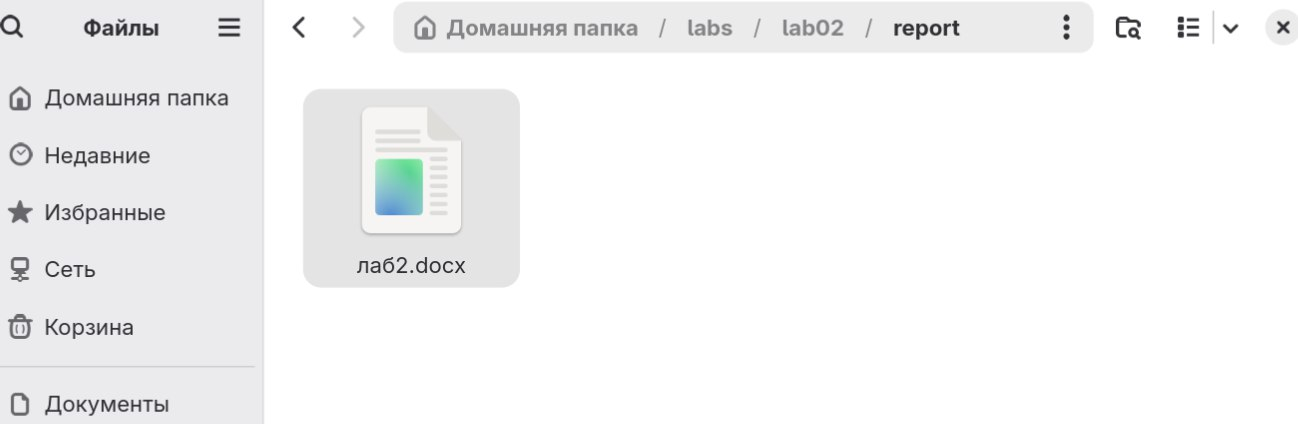 Файлы
Домашняя папка / labs / lab02 / report
Домашняя папка
Недавние
Избранные
Сеть
Корзина
Документы
лаб2.docx